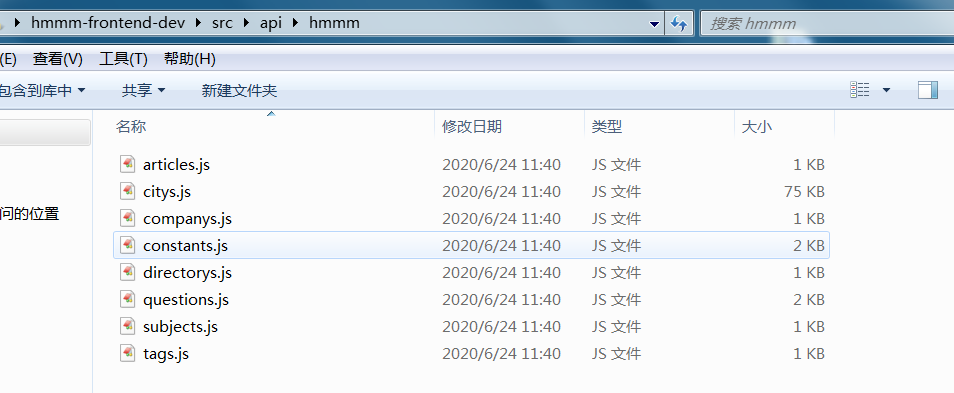 hmmm-frontend-dev src api hmmm 搜索 hmmm
(E) 查看(V) 工具(T) 帮助(H)
包含到库中 共享 新建文件夹
名称 修改日期 类型 大小
articles.js 2020/6/24 11:40 JS 文件 1 KB
citys.js 2020/6/24 11:40 JS 文件 75 KB
问的位置 companys.js 2020/6/24 11:40 JS 文件 1 KB
constants.js 2020/6/24 11:40 JS 文件 2 KB
directorys.js 2020/6/24 11:40 JS 文件 1 KB
questions.js 2020/6/24 11:40 JS 文件 2 KB
subjects.js 2020/6/24 11:40 JS 文件 1 KB
tags.js 2020/6/24 11:40 JS 文件 1 KB